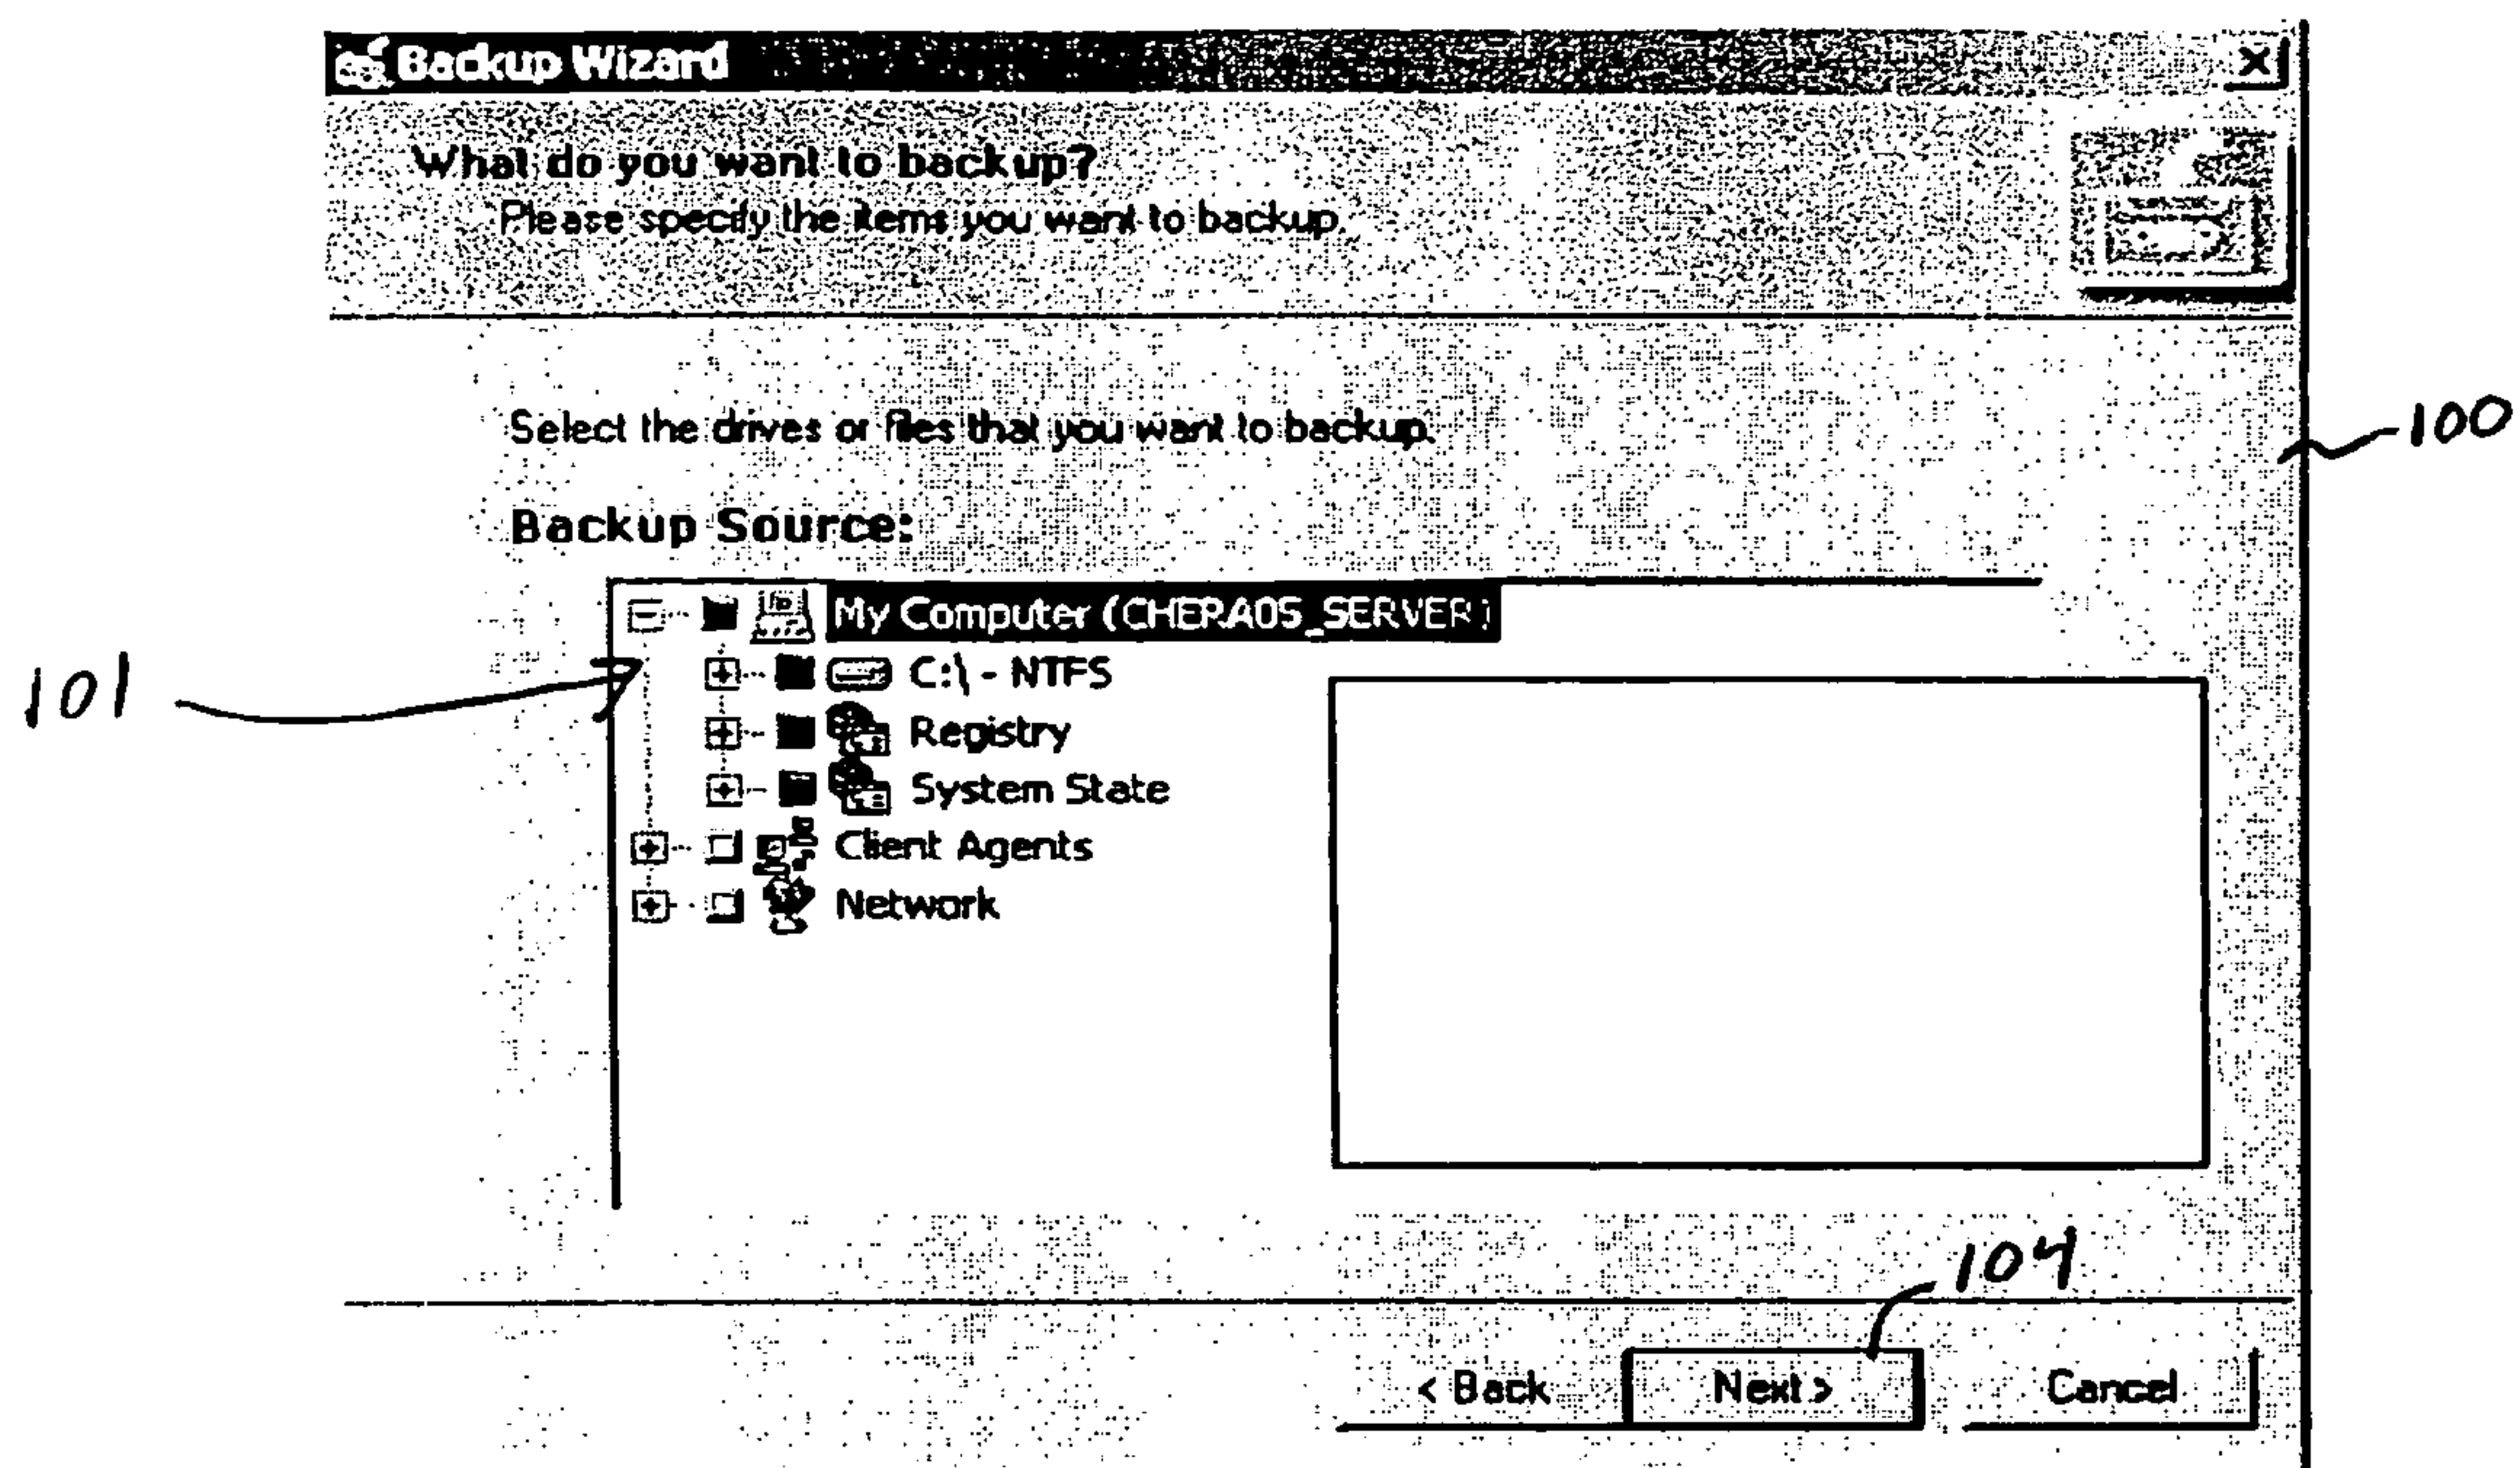 Backup Wizard
What do you want to backup?
Please specify the items you want to backup.
Select the drives or files that you want to backup.
100
Backup Source:
My Computer (CHERA05_SERVER)
101
C:\ - NTFS
Registry
System State
Client Agents
Network
104
< Back Next > Cancel